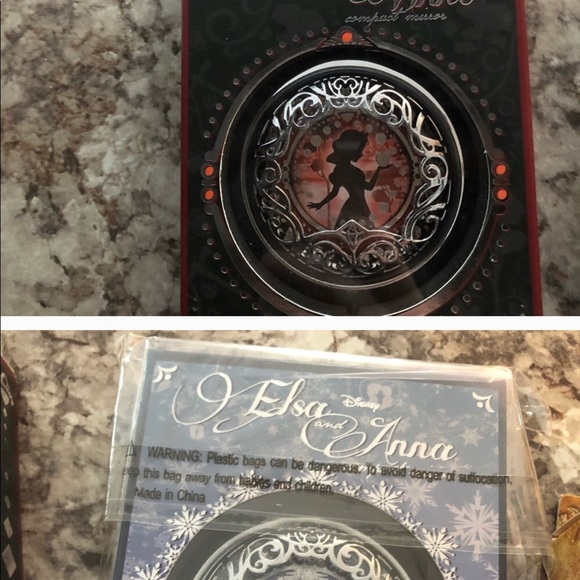 compact mirror
Elsa
Disney
and Anna
WARNING: Plastic bags can be dangerous. To avoid danger of suffocation,
this bag away from babies and children.
Made in China